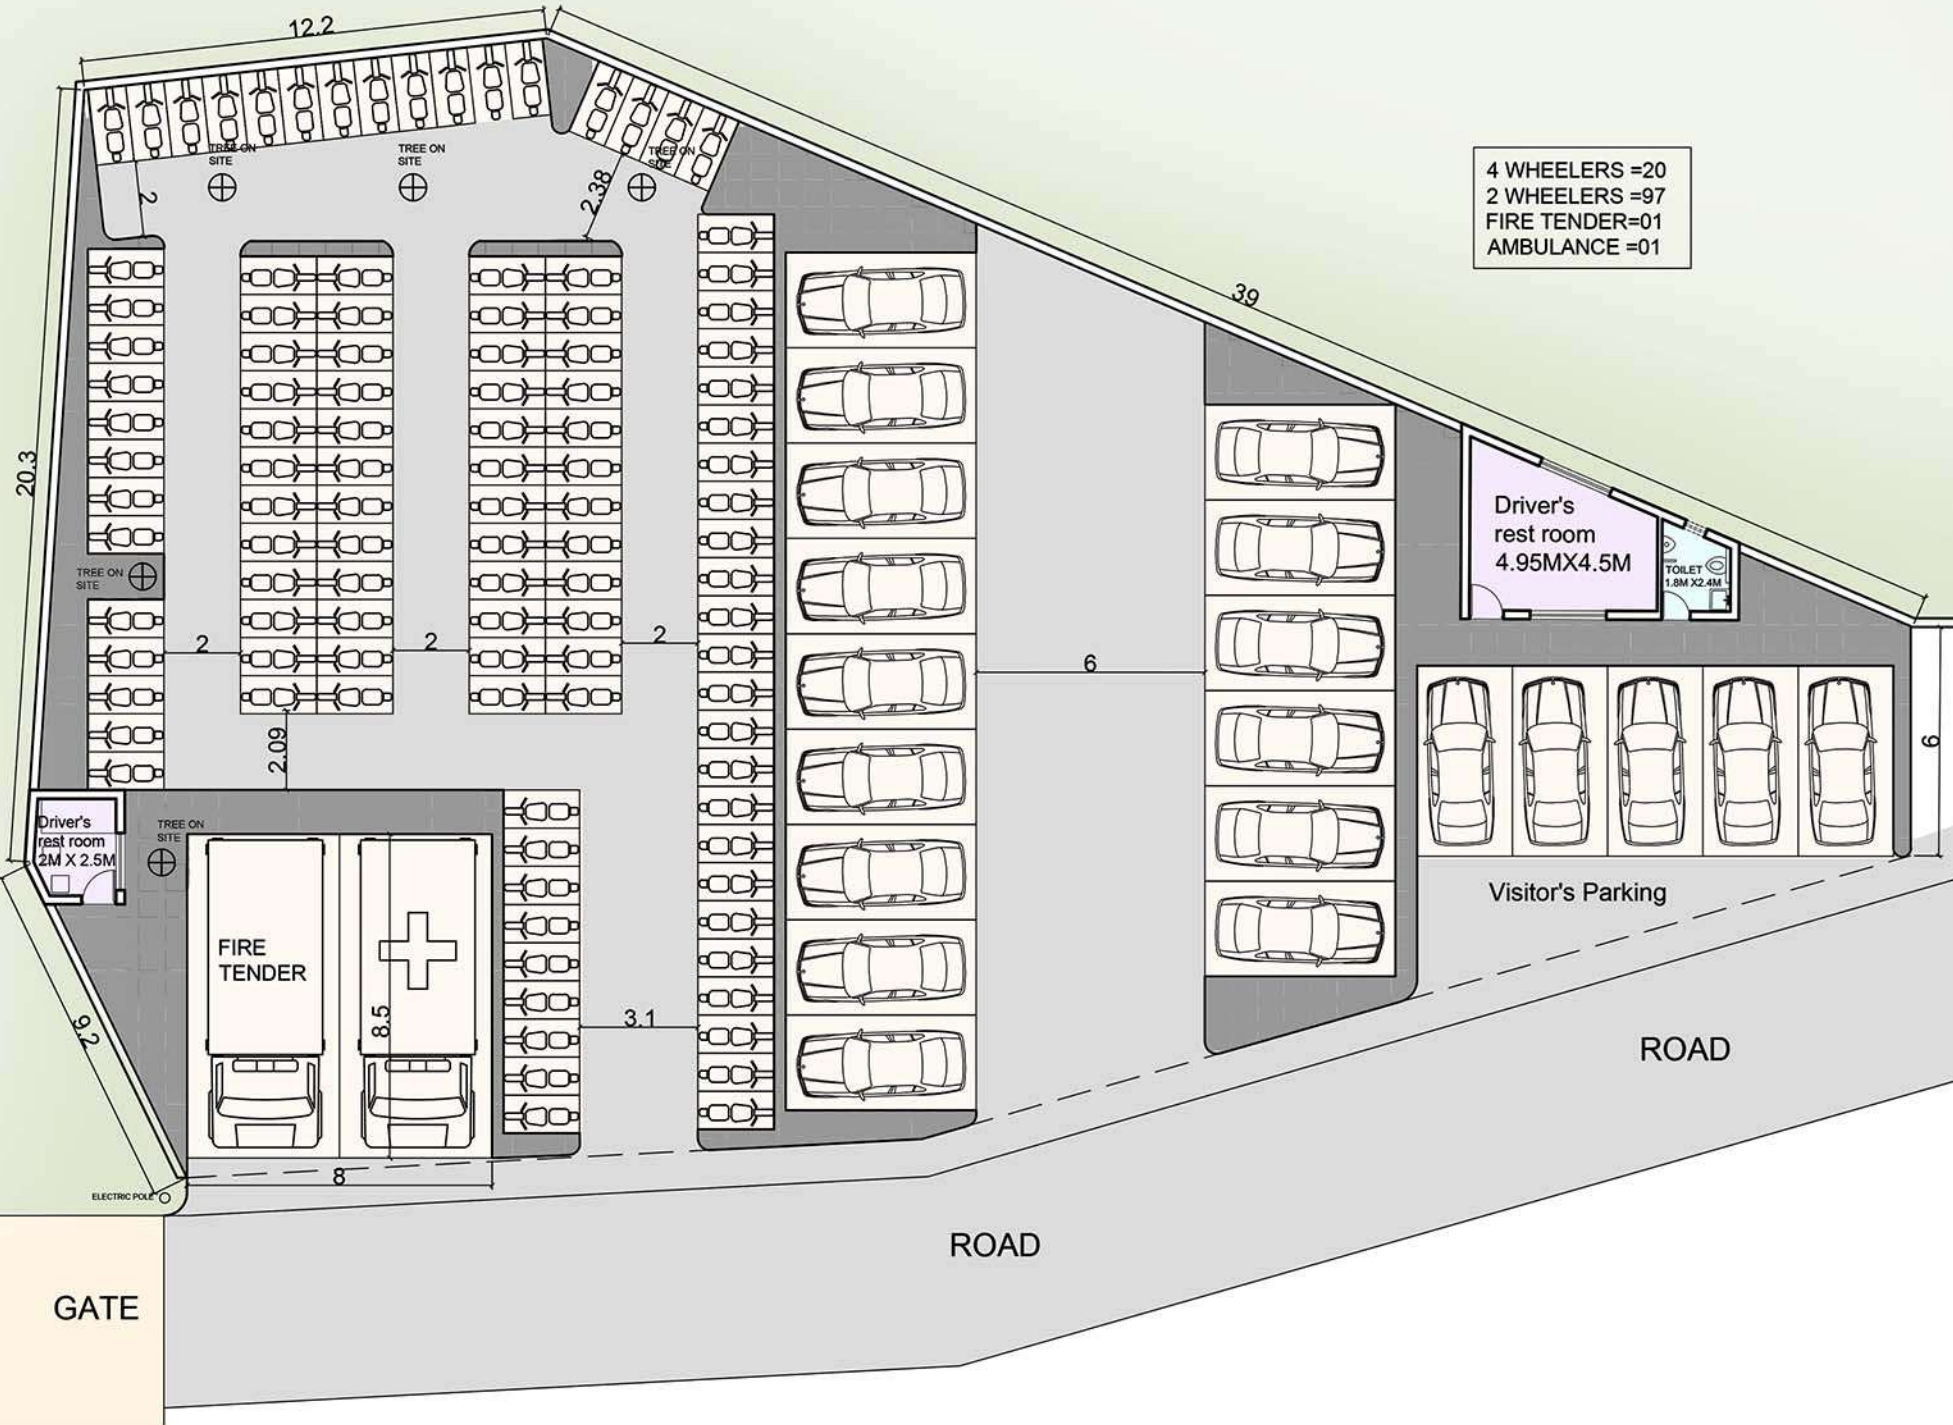 12.2
TREE ON
SITE
TREE ON
SITE
TREE ON
SITE
2
2.38
4 WHEELERS =20
2 WHEELERS =97
FIRE TENDER=01
AMBULANCE =01
39
20.3
Driver's
rest room
4.95MX4.5M
TOILET
1.8M X2.4M
TREE ON
SITE
2
2
2
6
2.09
6
Driver's
rest room
2M X 2.5M
TREE ON
SITE
Visitor's Parking
FIRE
TENDER
8.5
9.2
3.1
ROAD
8
ELECTRIC POLE
ROAD
GATE